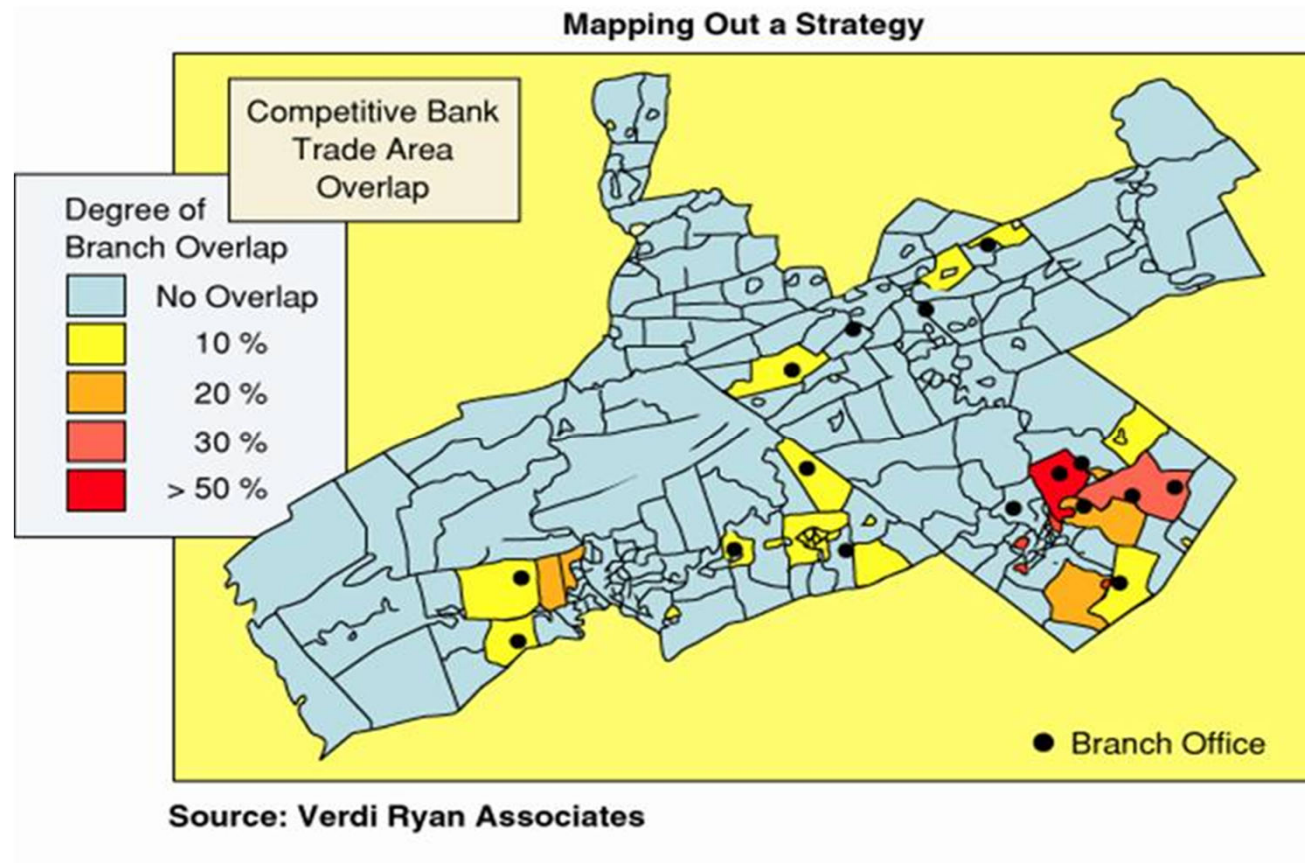 Mapping Out a Strategy
Competitive Bank
Trade Area
Overlap
Degree of
Branch Overlap
No Overlap
10 %
20 %
30 %
> 50 %
Branch Office
Source: Verdi Ryan Associates